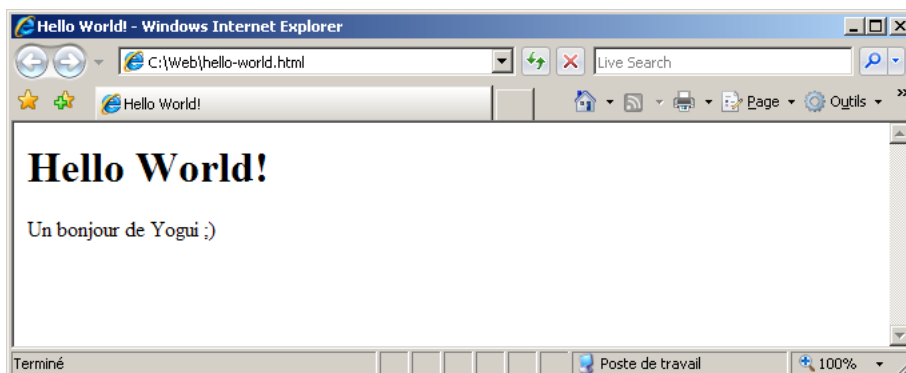 Hello World! - Windows Internet Explorer
C:\Web\hello-world.html Live Search
Hello World! Page Outils »
Hello World!
Un bonjour de Yogui ;)
Terminé Poste de travail 100%